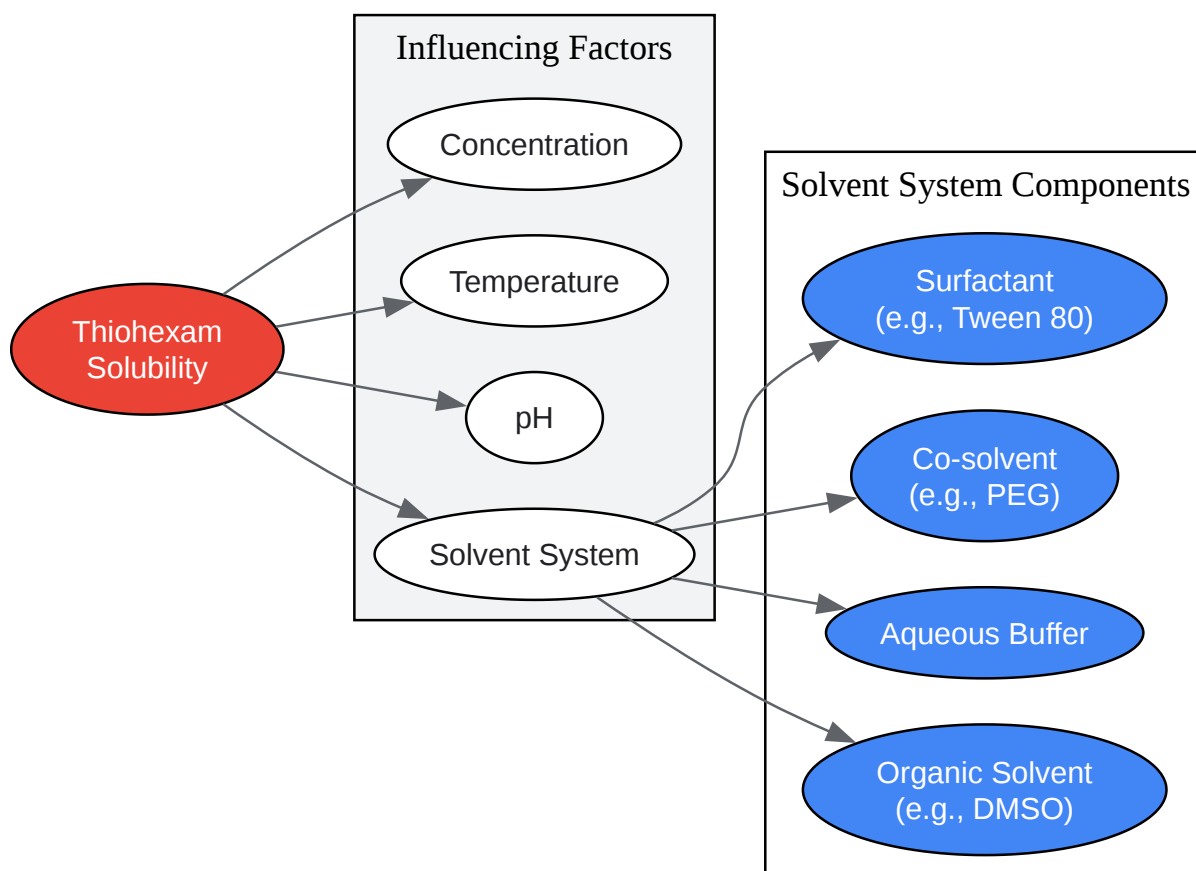 Influencing Factors
Concentration
Temperature
pH
Solvent System
Thiohexam
Solubility
Solvent System Components
Surfactant
(e.g., Tween 80)
Co-solvent
(e.g., PEG)
Aqueous Buffer
Organic Solvent
(e.g., DMSO)